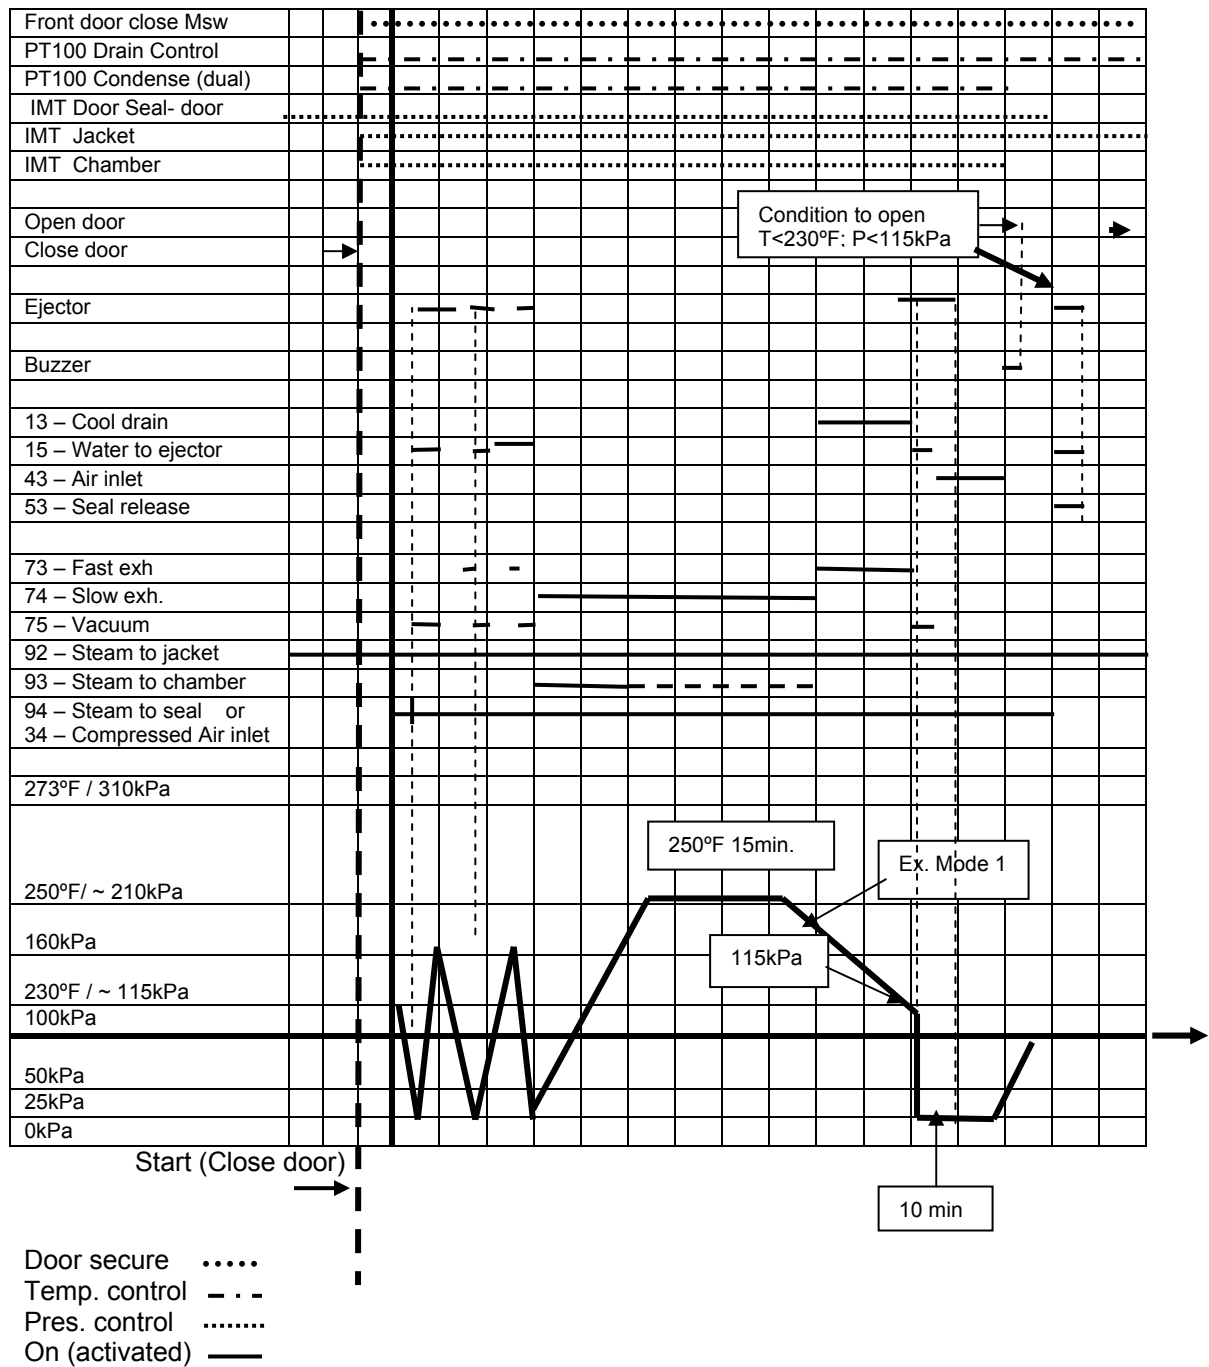 Front door close Msw
PT100 Drain Control
PT100 Condense (dual)
IMT Door Seal- door
IMT Jacket
IMT Chamber
Condition to open
T<230ºF; P<115kPa
Open door
Close door
Ejector
Buzzer
13 – Cool drain
15 – Water to ejector
43 – Air inlet
53 – Seal release
73 – Fast exh
74 – Slow exh.
75 – Vacuum
92 – Steam to jacket
93 – Steam to chamber
94 – Steam to seal or
34 – Compressed Air inlet
273ºF / 310kPa
250ºF 15min.
Ex. Mode 1
250ºF/ ~ 210kPa
160kPa
115kPa
230ºF / ~ 115kPa
100kPa
50kPa
25kPa
0kPa
Start (Close door)
10 min
Door secure
Temp. control
Pres. control
On (activated)